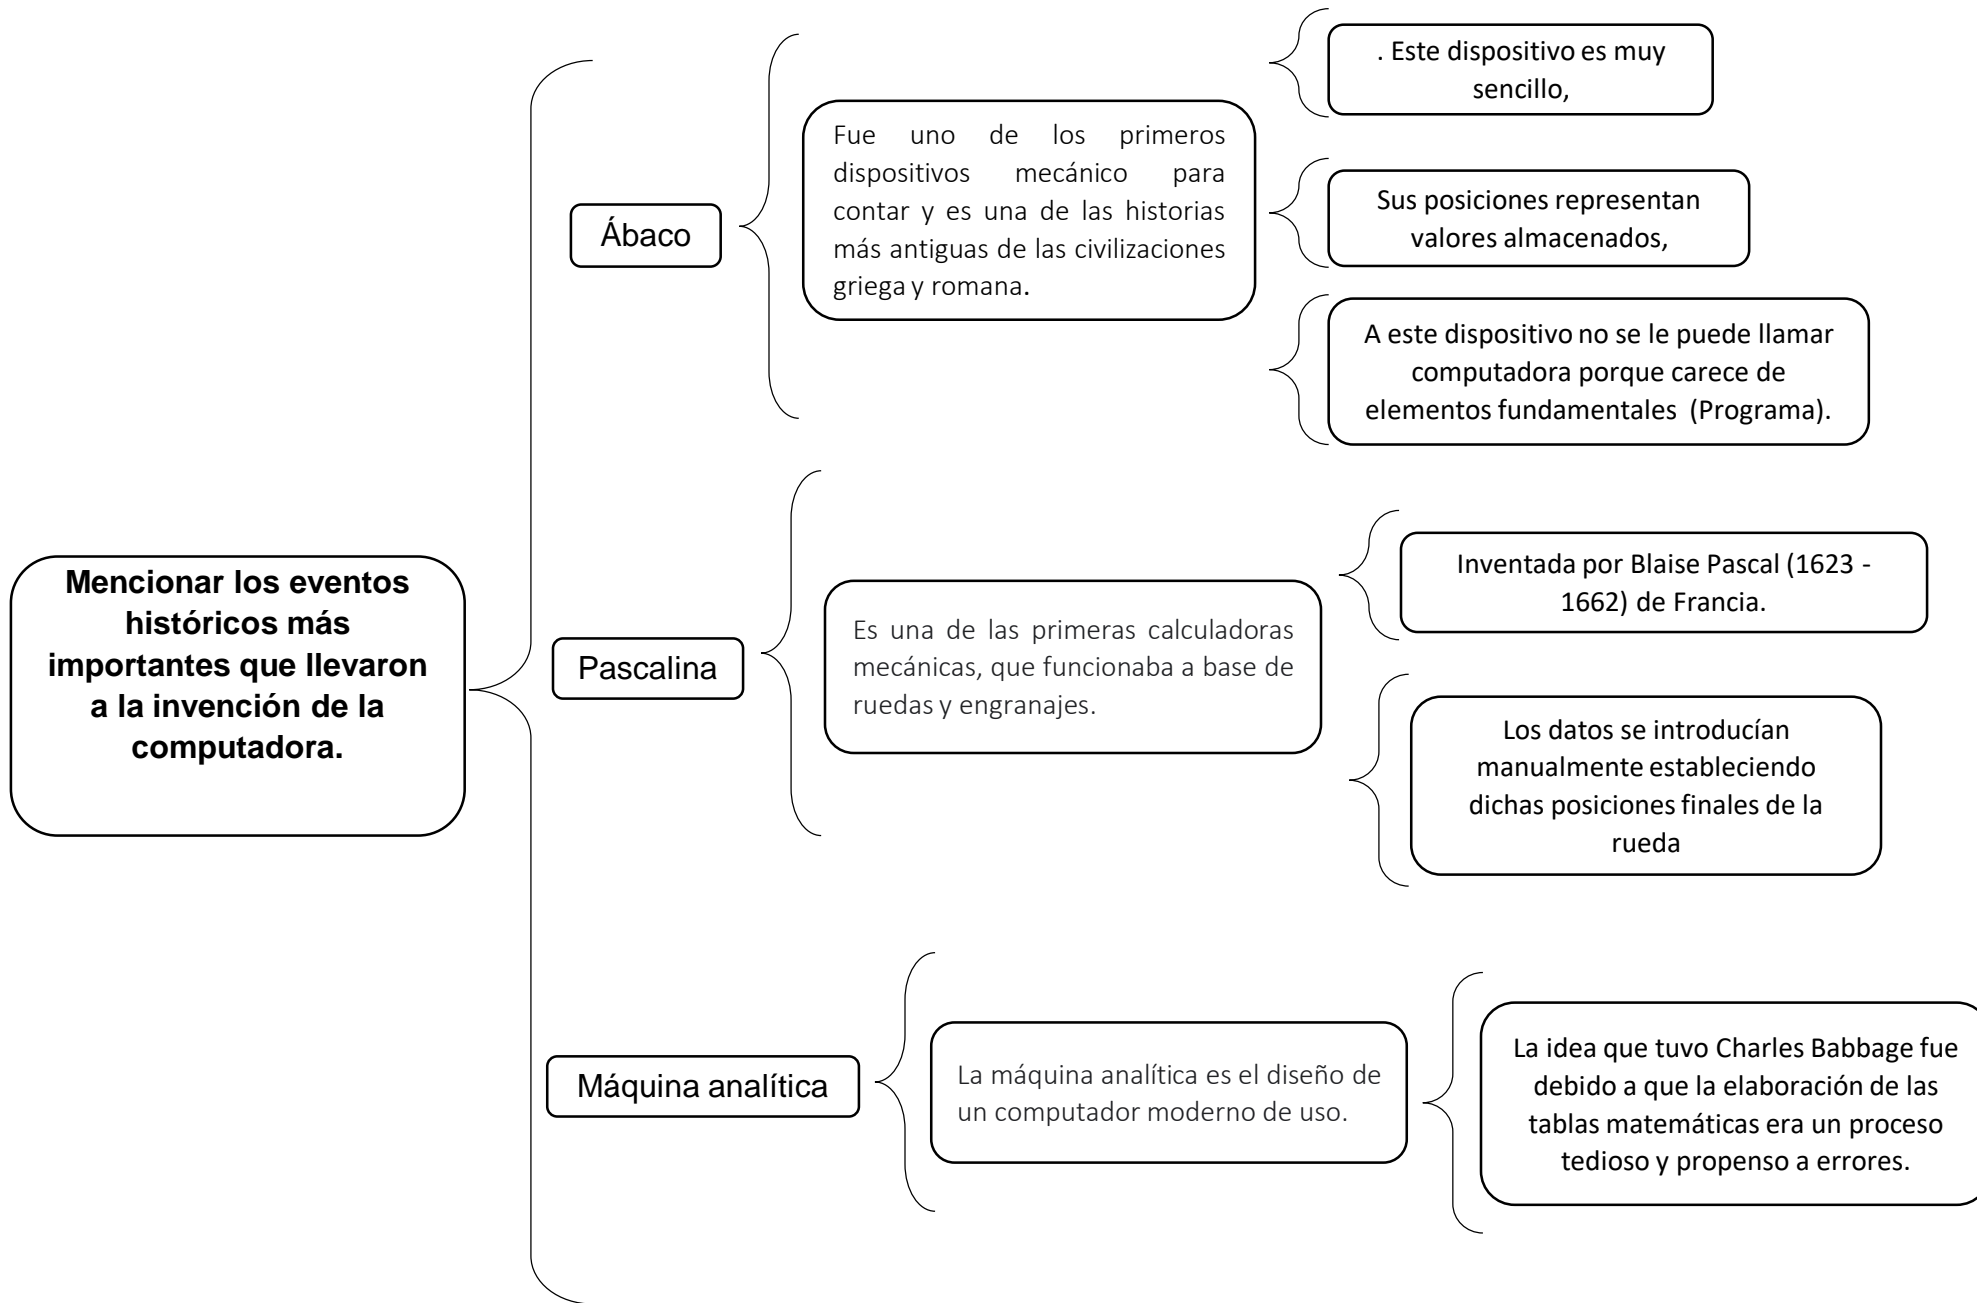 Mencionar los eventos
históricos más
importantes que llevaron
a la invención de la
computadora.
Ábaco
Fue uno de los primeros
dispositivos mecánico para
contar y es una de las historias
más antiguas de las civilizaciones
griega y romana.
. Este dispositivo es muy
sencillo,
Sus posiciones representan
valores almacenados,
A este dispositivo no se le puede llamar
computadora porque carece de
elementos fundamentales (Programa).
Pascalina
Es una de las primeras calculadoras
mecánicas, que funcionaba a base de
ruedas y engranajes.
Inventada por Blaise Pascal (1623 -
1662) de Francia.
Los datos se introducían
manualmente estableciendo
dichas posiciones finales de la
rueda
Máquina analítica
La máquina analítica es el diseño de
un computador moderno de uso.
La idea que tuvo Charles Babbage fue
debido a que la elaboración de las
tablas matemáticas era un proceso
tedioso y propenso a errores.